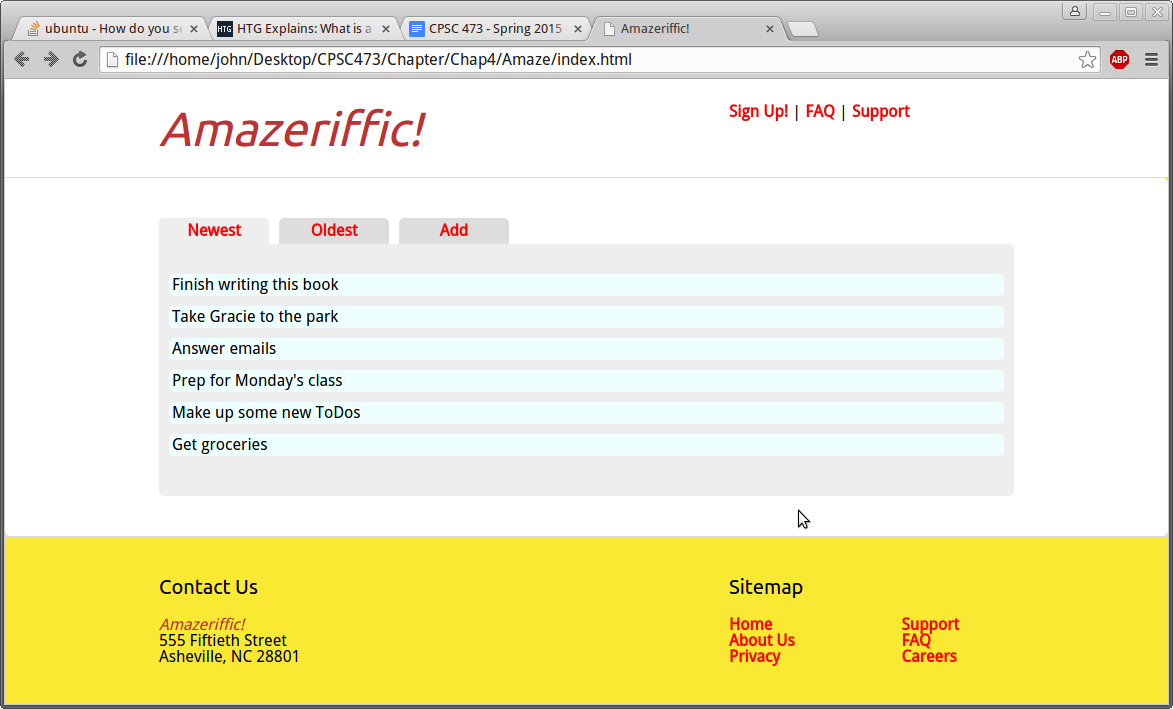 ubuntu - How do you s
HTG Explains: What is a
CPSC 473 - Spring 2015
Amazeriffic!
file:///home/john/Desktop/CPSC473/Chapter/Chap4/Amaze/index.html
ABP
Amazeriffic!
Sign Up! | FAQ | Support
Newest Oldest Add
Finish writing this book
Take Gracie to the park
Answer emails
Prep for Monday's class
Make up some new ToDos
Get groceries
Contact Us
Amazeriffic!
555 Fiftieth Street
Asheville, NC 28801
Sitemap
Home Support
About Us FAQ
Privacy Careers